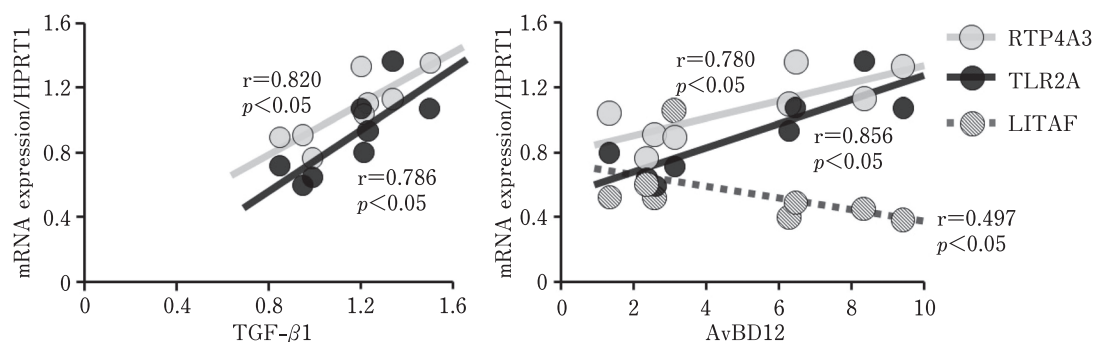 1.6
1.2
0.8
0.4
0
mRNA expression/HPRT1
r=0.820
p<0.05
r=0.786
p<0.05
0 0.4 0.8 1.2 1.6
TGF-β1
1.6
1.2
0.8
0.4
0
mRNA expression/HPRT1
r=0.780
p<0.05
r=0.856
p<0.05
r=0.497
p<0.05
0 2 4 6 8 10
AvBD12
RTP4A3
TLR2A
LITAF